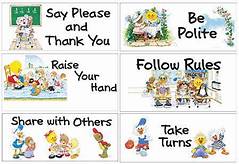 Say Please
and
Thank You
Be
Polite
Raise
Your
Hand
Follow Rules
Share with Others
Take
Turns